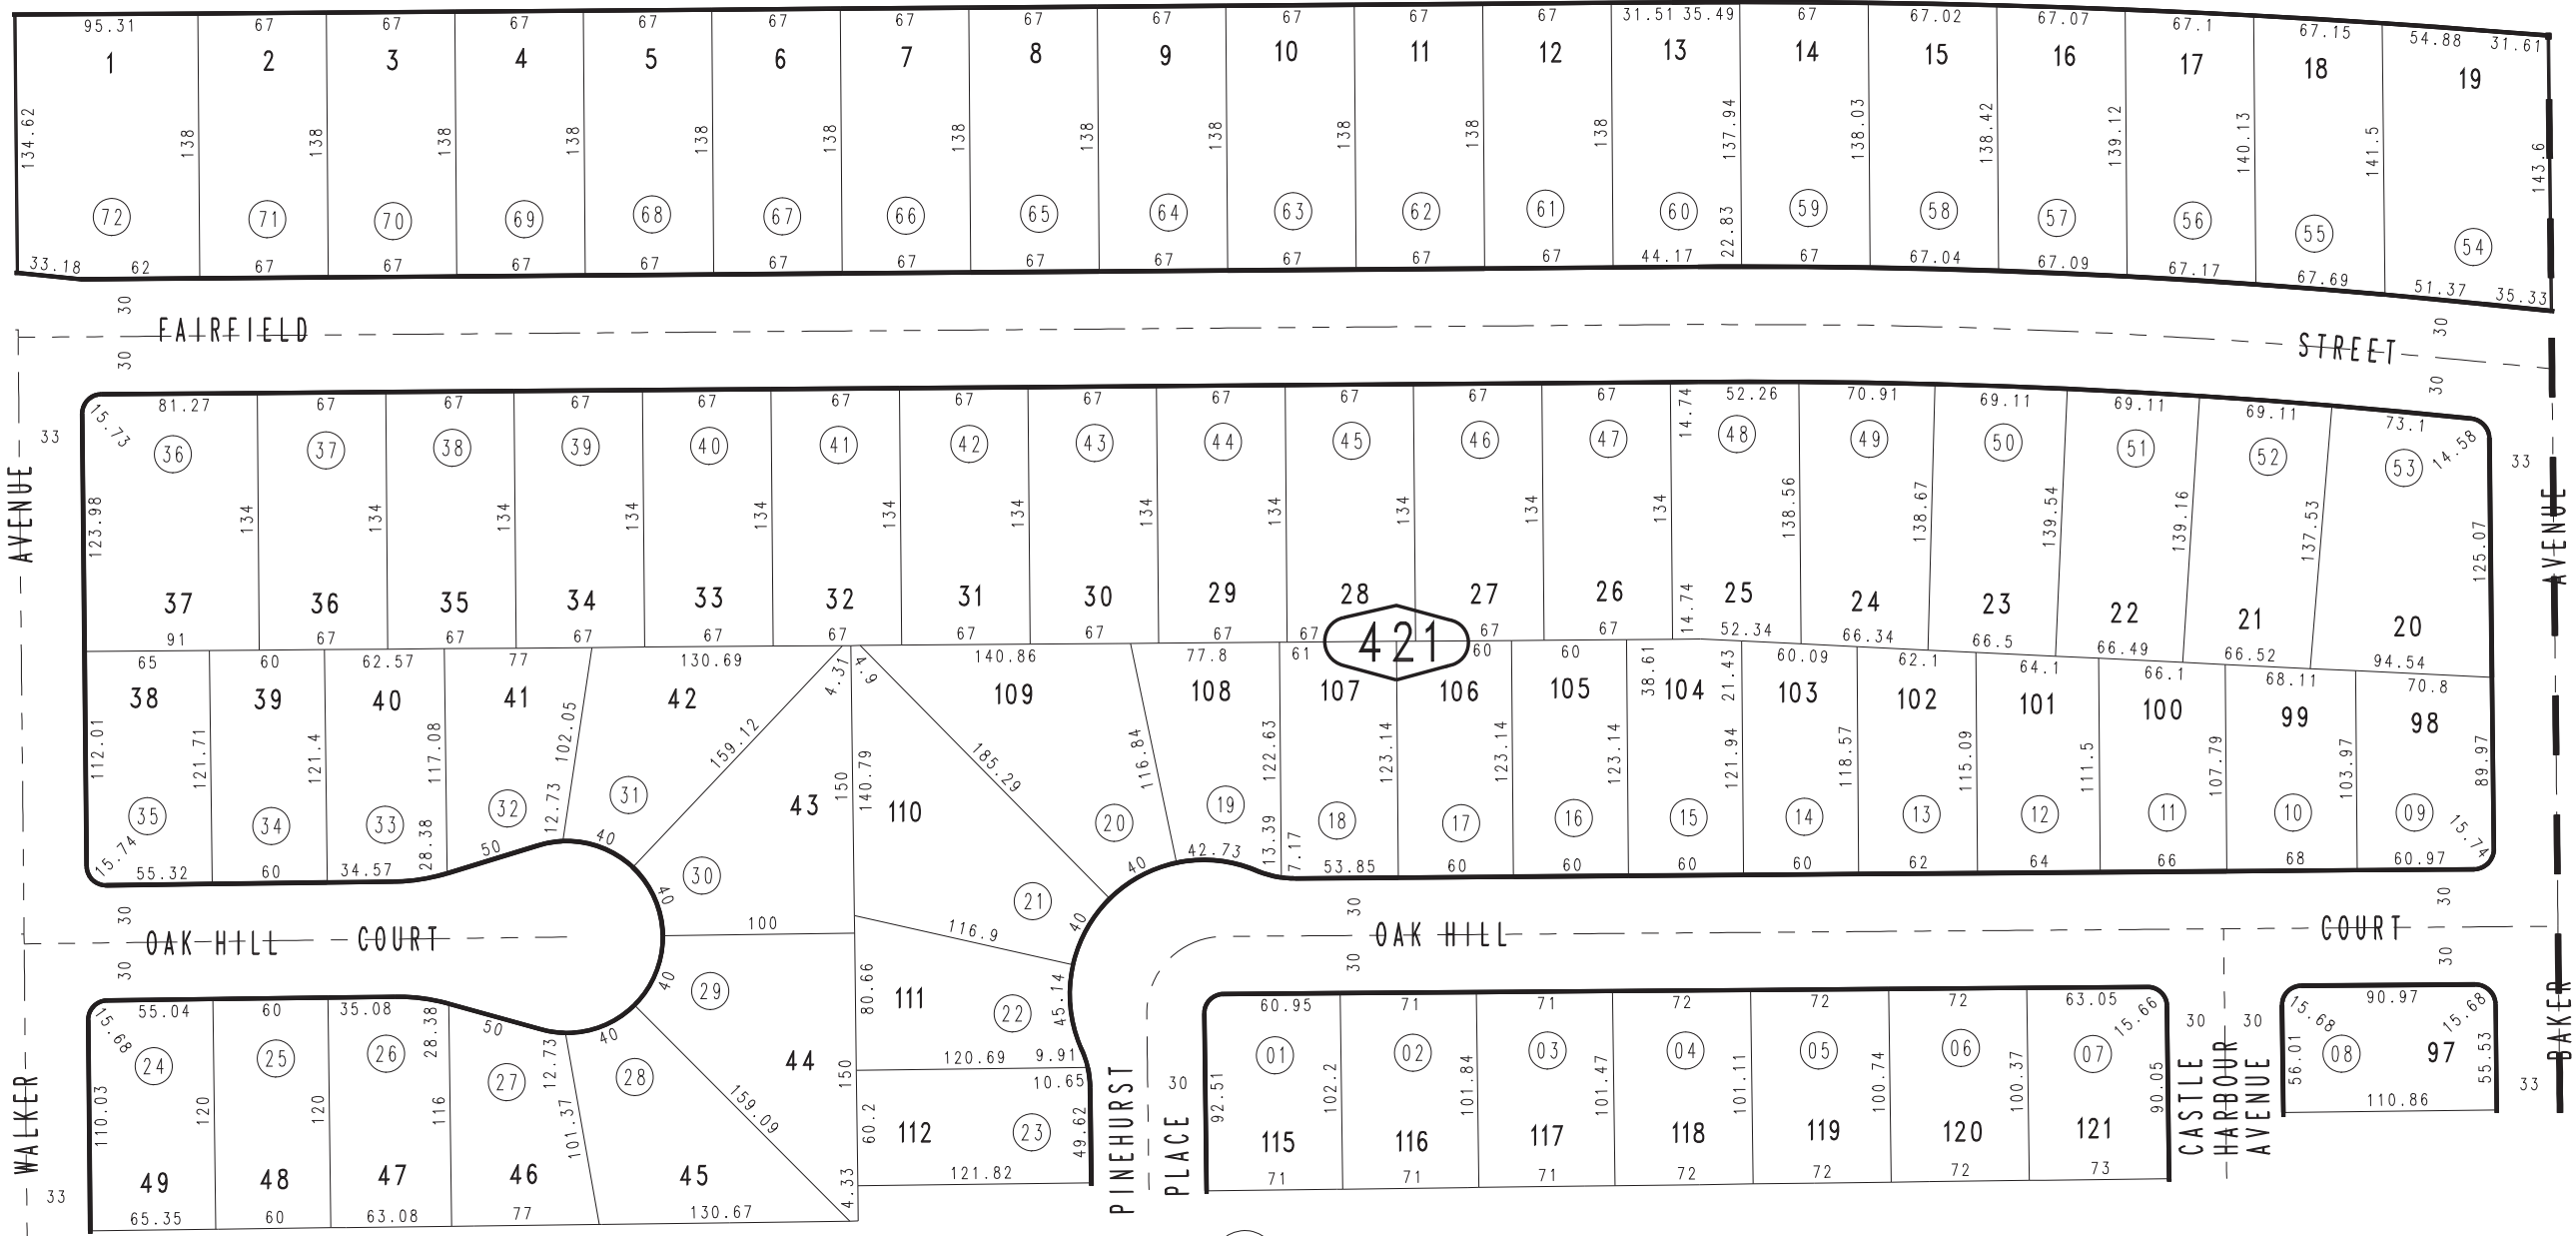 95.31 67 67 67 67 67 67 67 67 67 67 67 31.51 35.49 67 67.02 67.07 67.1 67.15 54.88 31.61
1 2 3 4 5 6 7 8 9 10 11 12 13 14 15 16 17 18 19
134.62 138 138 138 138 138 138 138 138 138 138 138 138 137.94 138.03 138.42 139.12 140.13 141.5 143.6
72 71 70 69 68 67 66 65 64 63 62 61 60 22.83 59 58 57 56 55 54
33.18 62 67 67 67 67 67 67 67 67 67 67 67 44.17 67 67.04 67.09 67.17 67.69 51.37 35.33
30 30
FAIRFIELD STREET
30 30
81.27 67 67 67 67 67 67 67 67 67 67 67 14.74 52.26 70.91 69.11 69.11 69.11 73.1
33 15.73 36 37 38 39 40 41 42 43 44 45 46 47 48 49 50 51 52 53 14.58 33
AVENUE 123.98 134 134 134 134 134 134 134 134 134 134 134 134 138.56 138.67 139.54 139.16 137.53 125.07 AVENUE
37 36 35 34 33 32 31 30 29 28 27 26 14.74 25 24 23 22 21 20
91 67 67 67 67 67 67 67 67 67 67 67 52.34 66.34 66.5 66.49 66.52 94.54
421
65 60 62.57 77 130.69 4.31 4.9 140.86 77.8 61 60 60 38.61 21.43 60.09 62.1 64.1 66.1 68.11 70.8
38 39 40 41 42 109 108 107 106 105 104 103 102 101 100 99 98
112.01 121.71 121.4 117.08 102.05 159.12 150 140.79 185.29 116.84 122.63 123.14 123.14 123.14 121.94 118.57 115.09 111.5 107.79 103.97 89.97
43 110
35 34 33 28.38 32 12.73 31 20 19 13.39 7.17 18 17 16 15 14 13 12 11 10 09
15.74 55.32 60 34.57 50 40 40 42.73 53.85 60 60 60 60 62 64 66 68 60.97 15.74
30 40 21 40
30 100 116.9 30 30
OAK HILL COURT OAK HILL COURT
30 40 29 30 30
80.66 111 22 45.14
15.68 55.04 60 35.08 28.38 50 40 60.95 71 71 72 72 72 63.05 15.66 30 30 15.68 90.97 15.68
24 25 26 27 12.73 28 120.69 9.91 01 02 03 04 05 06 07 08 97
44 150 10.65 30 33
WALKER 110.03 120 120 116 101.37 159.09 60.2 112 23 49.62 PINEHURST PLACE 92.51 102.2 101.84 101.47 101.11 100.74 100.37 90.05 CASTLE HARBOUR AVENUE 56.01 110.86 55.53 BAKER
115 116 117 118 119 120 121
33 49 48 47 46 45 4.33 121.82 71 71 71 72 72 72 73
65.35 60 63.08 77 130.67